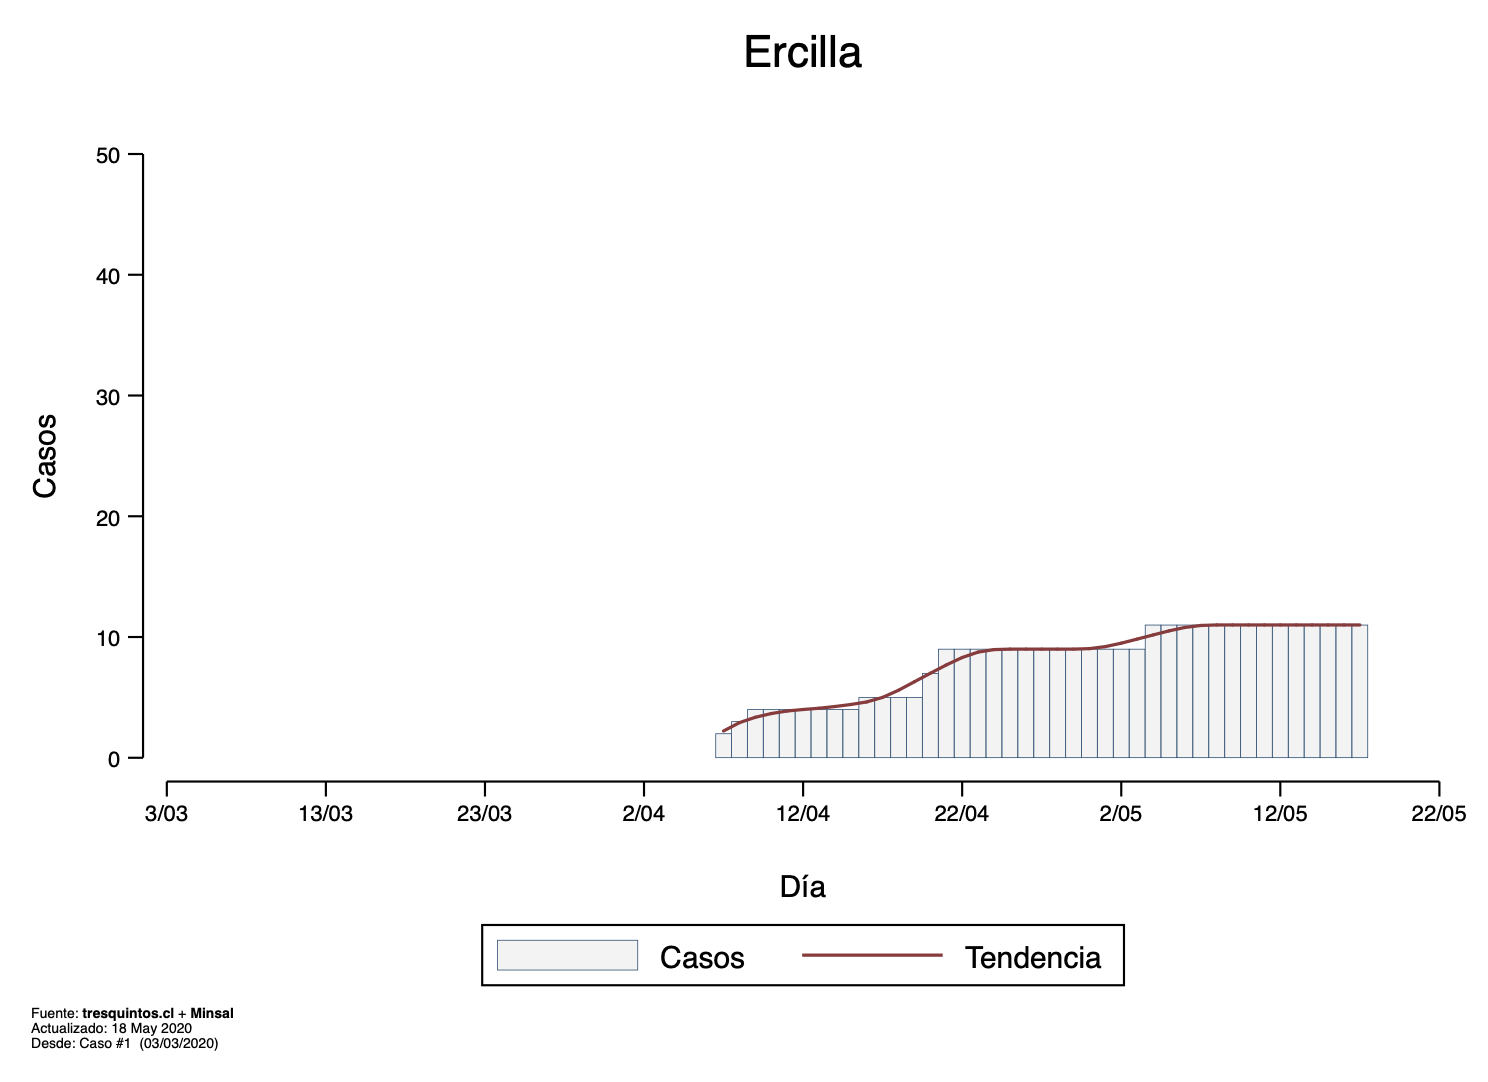 Ercilla
50
40
30
20
10
0
Casos
3/03 13/03 23/03 2/04 12/04 22/04 2/05 12/05 22/05
Día
Casos Tendencia
Fuente: tresquintos.cl + Minsal
Actualizado: 18 May 2020
Desde: Caso #1 (03/03/2020)